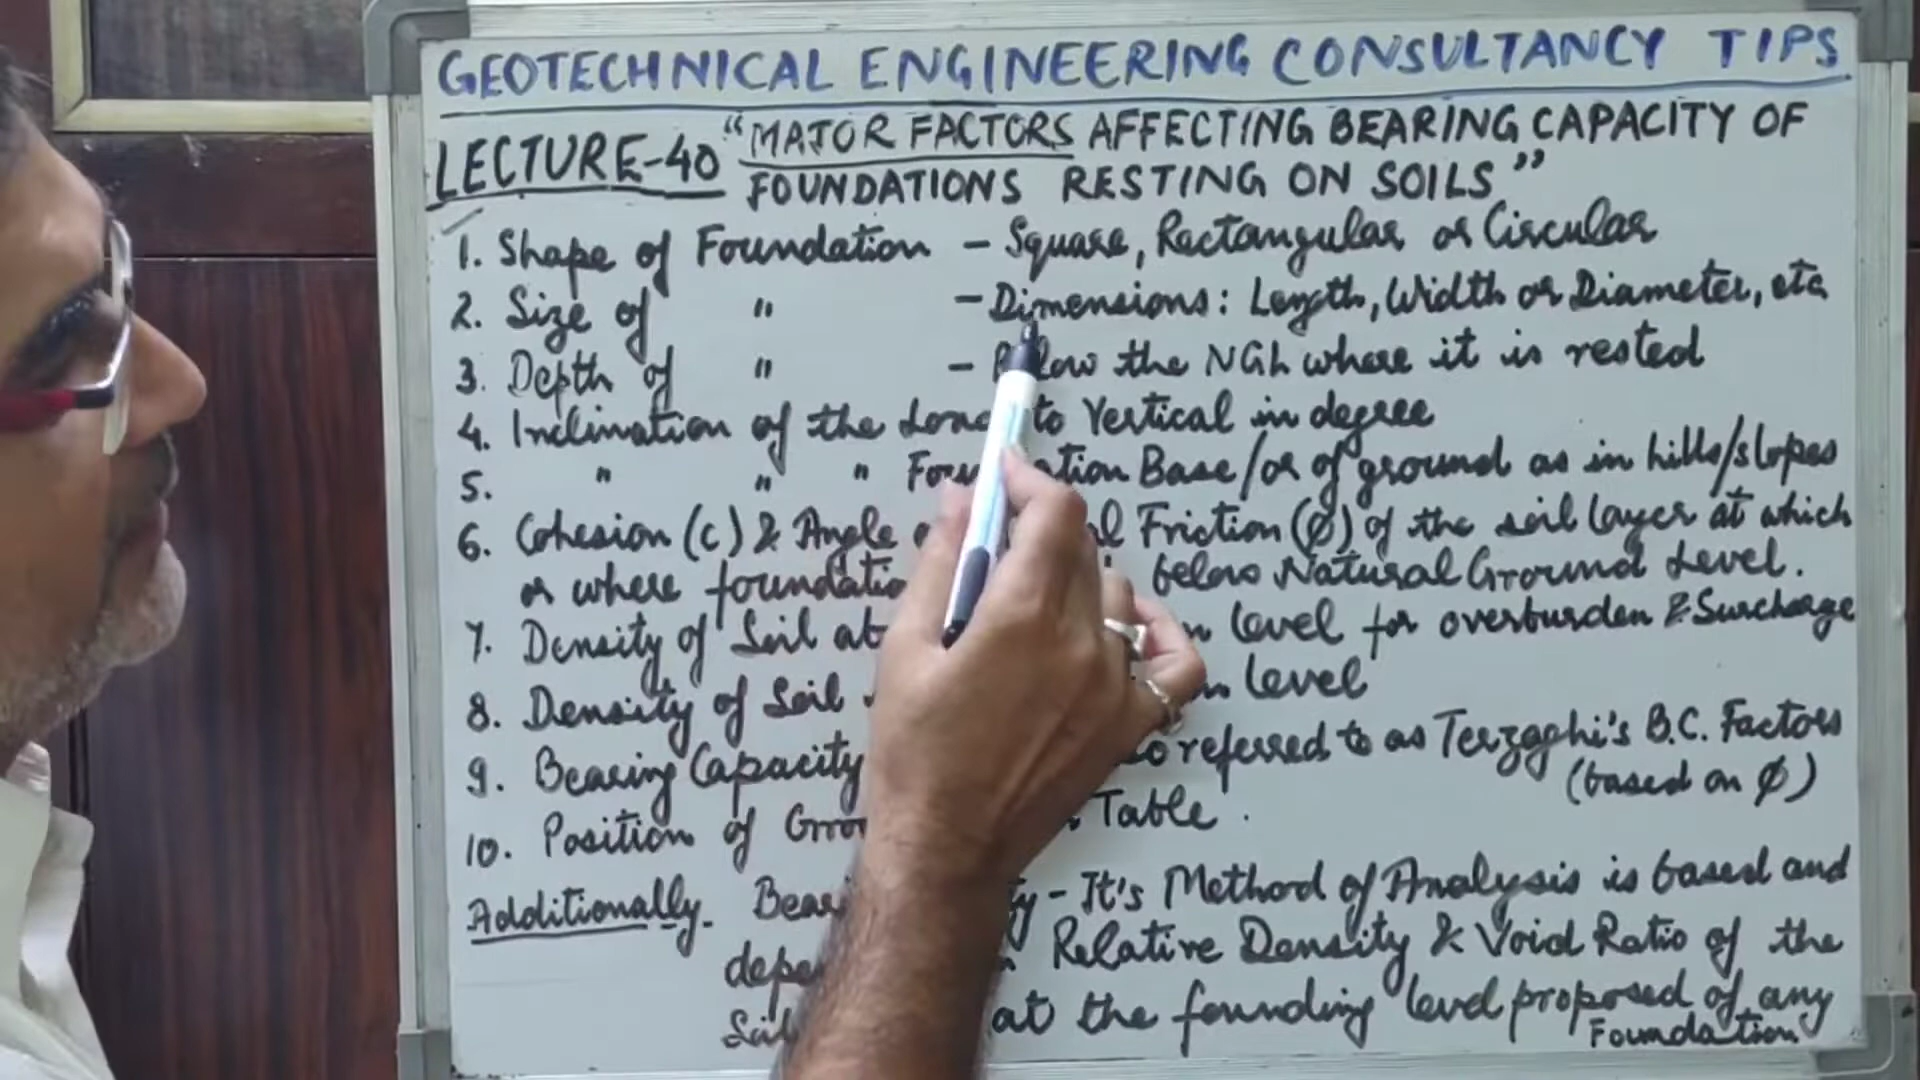 GEOTECHNICAL ENGINEERING CONSULTANCY TIPS
LECTURE-40 "MAJOR FACTORS AFFECTING BEARING CAPACITY OF
FOUNDATIONS RESTING ON SOILS"
1. Shape of Foundation - Square, Rectangular or Circular
2. Size of " - Dimensions: Length, Width or Diameter, etc
3. Depth of " - the NGL where it is rested
4. Inclination of the to Vertical in degree
5. " " " Base/or of ground as in hills/slopes
6. Cohesion (c) & Angle Friction (Ø) of the soil layer at which
or where below Natural Ground Level.
7. Density of Soil level for overburden & Surcharge
8. Density of Soil level
9. Bearing Capacity referred to as Terzaghi's B.C. Factors
(based on Ø)
10. Position of Table.
Additionally. - It's Method of Analysis is based and
Relative Density & Void Ratio of the
at the founding level proposed of any
Foundation